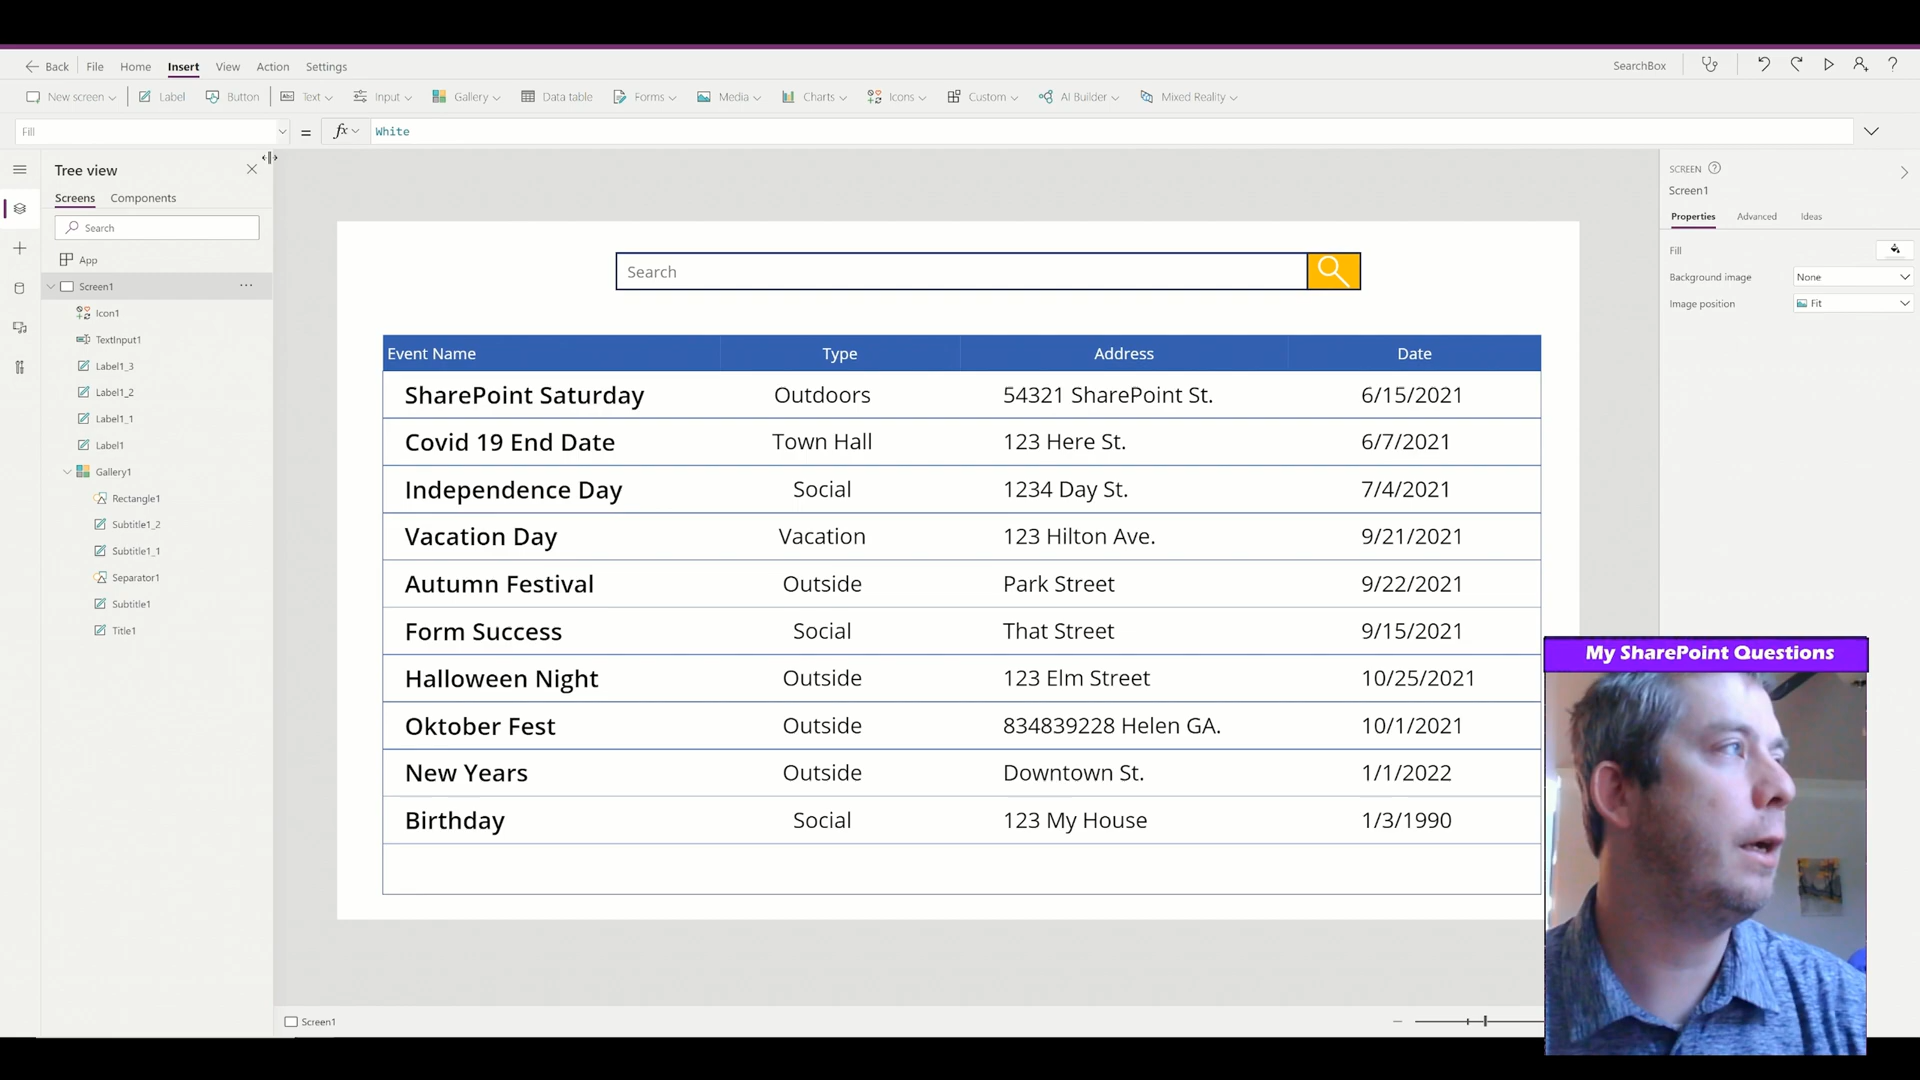 Back File Home Insert View Action Settings SearchBox
New screen Label Button Text Input Gallery Data table Forms Media Charts Icons Custom AI Builder Mixed Reality
Fill = fx White
Tree view
Screens Components
Search
App
Screen1
Icon1
TextInput1
Label1_3
Label1_2
Label1_1
Label1
Gallery1
Rectangle1
Subtitle1_2
Subtitle1_1
Separator1
Subtitle1
Title1
Search
Event Name Type Address Date
SharePoint Saturday Outdoors 54321 SharePoint St. 6/15/2021
Covid 19 End Date Town Hall 123 Here St. 6/7/2021
Independence Day Social 1234 Day St. 7/4/2021
Vacation Day Vacation 123 Hilton Ave. 9/21/2021
Autumn Festival Outside Park Street 9/22/2021
Form Success Social That Street 9/15/2021
Halloween Night Outside 123 Elm Street 10/25/2021
Oktober Fest Outside 834839228 Helen GA. 10/1/2021
New Years Outside Downtown St. 1/1/2022
Birthday Social 123 My House 1/3/1990
Screen1
SCREEN
Screen1
Properties Advanced Ideas
Fill
Background image None
Image position Fit
My SharePoint Questions